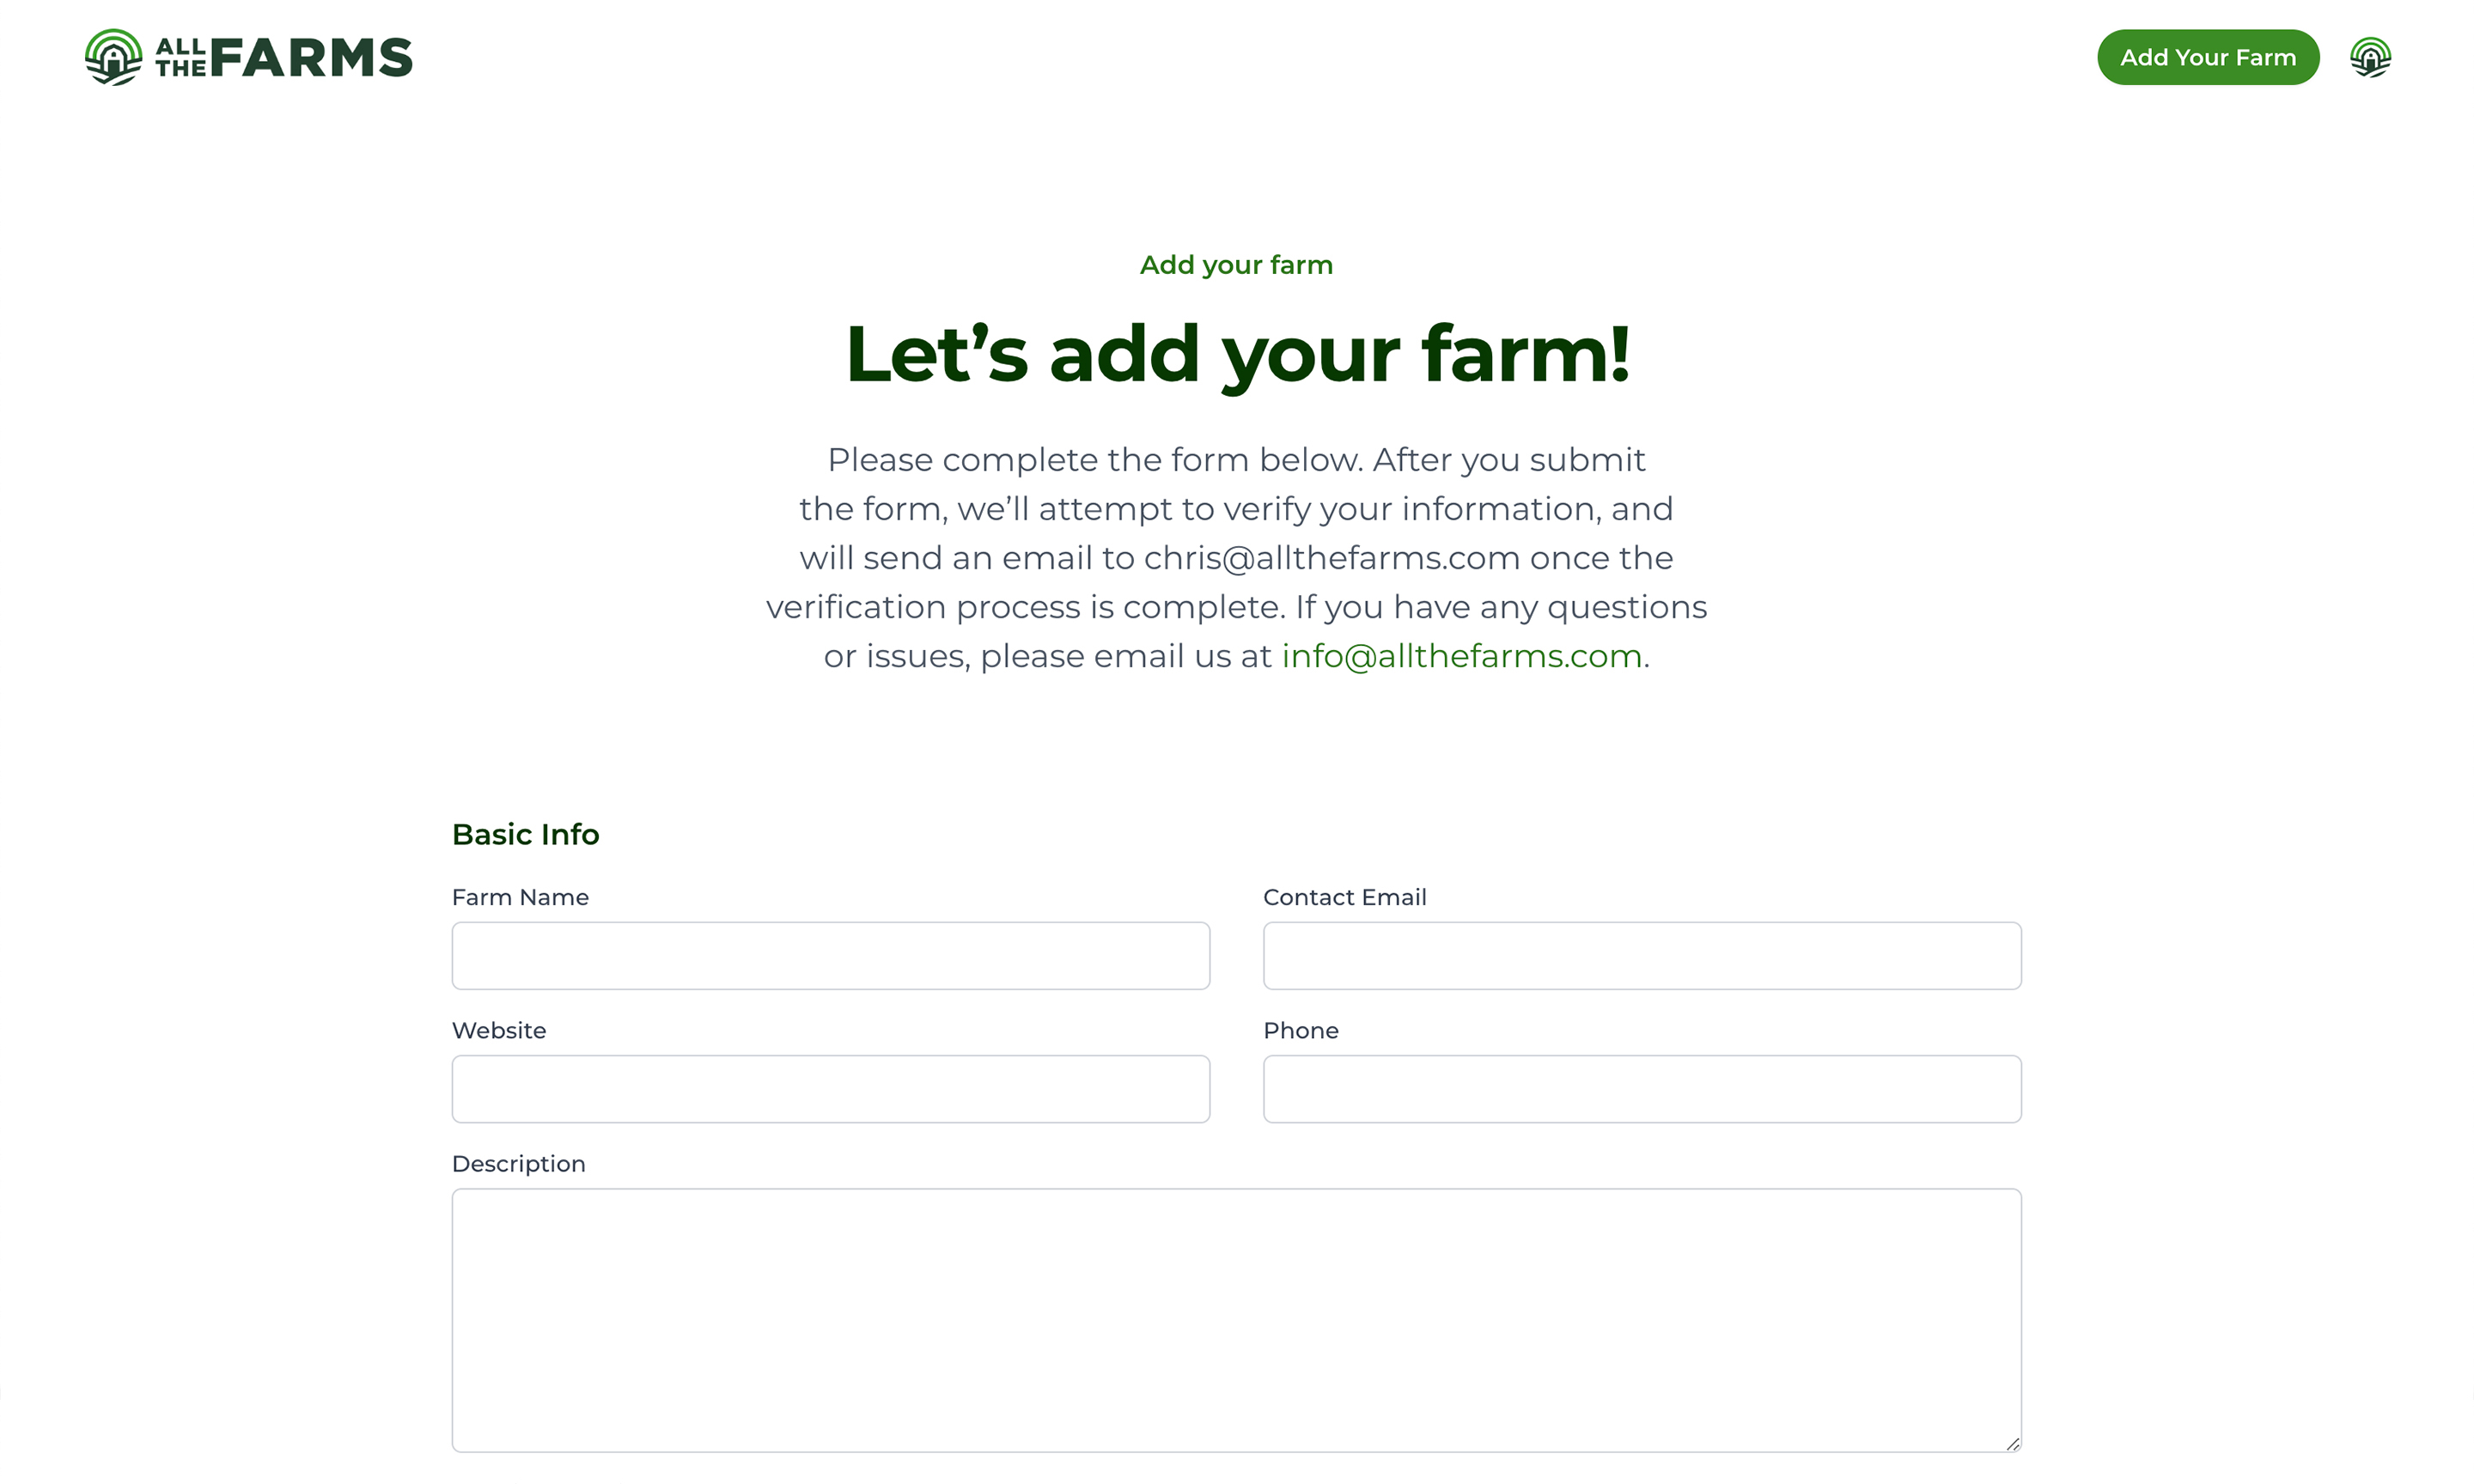 ALL
THE
FARMS
Add Your Farm
Add your farm
Let’s add your farm!
Please complete the form below. After you submit
the form, we’ll attempt to verify your information, and
will send an email to chris@allthefarms.com once the
verification process is complete. If you have any questions
or issues, please email us at info@allthefarms.com.
Basic Info
Farm Name
Contact Email
Website
Phone
Description